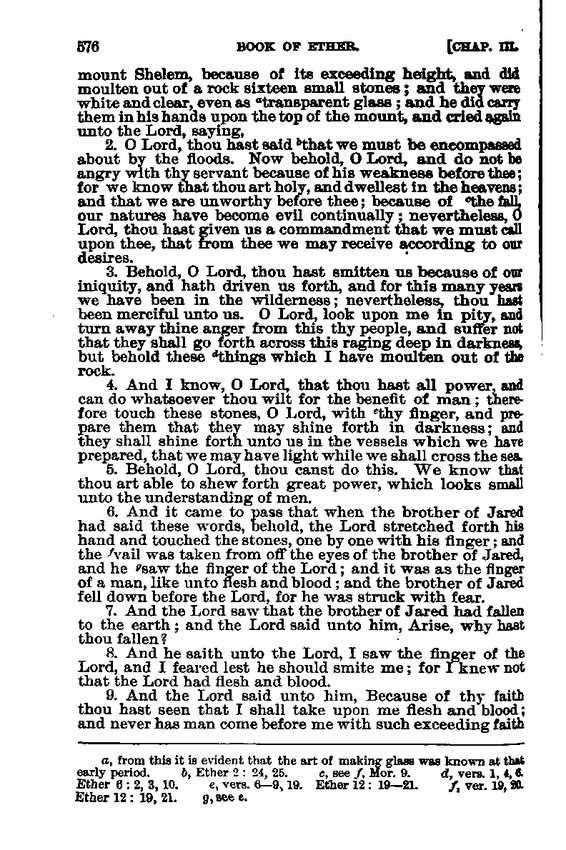 576 BOOK OF ETHER. [CHAP. III.
mount Shelem, because of its exceeding height, and did
moulten out of a rock sixteen small stones; and they were
white and clear, even as ᵃtransparent glass; and he did carry
them in his hands upon the top of the mount, and cried again
unto the Lord, saying,
2. O Lord, thou hast said ᵇthat we must be encompassed
about by the floods. Now behold, O Lord, and do not be
angry with thy servant because of his weakness before thee;
for we know that thou art holy, and dwellest in the heavens;
and that we are unworthy before thee; because of ᶜthe fall,
our natures have become evil continually; nevertheless, O
Lord, thou hast given us a commandment that we must call
upon thee, that from thee we may receive according to our
desires.
3. Behold, O Lord, thou hast smitten us because of our
iniquity, and hath driven us forth, and for this many years
we have been in the wilderness; nevertheless, thou hast
been merciful unto us. O Lord, look upon me in pity, and
turn away thine anger from this thy people, and suffer not
that they shall go forth across this raging deep in darkness,
but behold these ᵈthings which I have moulten out of the
rock.
4. And I know, O Lord, that thou hast all power, and
can do whatsoever thou wilt for the benefit of man; there-
fore touch these stones, O Lord, with ᵉthy finger, and pre-
pare them that they may shine forth in darkness; and
they shall shine forth unto us in the vessels which we have
prepared, that we may have light while we shall cross the sea.
5. Behold, O Lord, thou canst do this. We know that
thou art able to shew forth great power, which looks small
unto the understanding of men.
6. And it came to pass that when the brother of Jared
had said these words, behold, the Lord stretched forth his
hand and touched the stones, one by one with his finger; and
the ᶠvail was taken from off the eyes of the brother of Jared,
and he ᵍsaw the finger of the Lord; and it was as the finger
of a man, like unto flesh and blood; and the brother of Jared
fell down before the Lord, for he was struck with fear.
7. And the Lord saw that the brother of Jared had fallen
to the earth; and the Lord said unto him, Arise, why hast
thou fallen?
8. And he saith unto the Lord, I saw the finger of the
Lord, and I feared lest he should smite me; for I knew not
that the Lord had flesh and blood.
9. And the Lord said unto him, Because of thy faith
thou hast seen that I shall take upon me flesh and blood;
and never has man come before me with such exceeding faith
a, from this it is evident that the art of making glass was known at that
early period. b, Ether 2: 24, 25. c, see f, Mor. 9. d, vers. 1, 4, 6.
Ether 6: 2, 3, 10. e, vers. 6—9, 19. Ether 12: 19—21. f, ver. 19, 20.
Ether 12: 19, 21. g, see e.